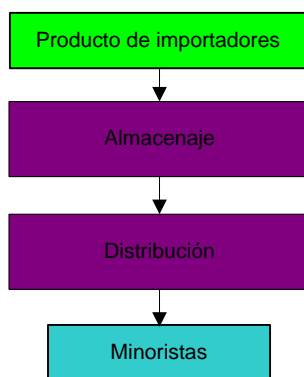 Producto de importadores
Almacenaje
Distribución
Minoristas